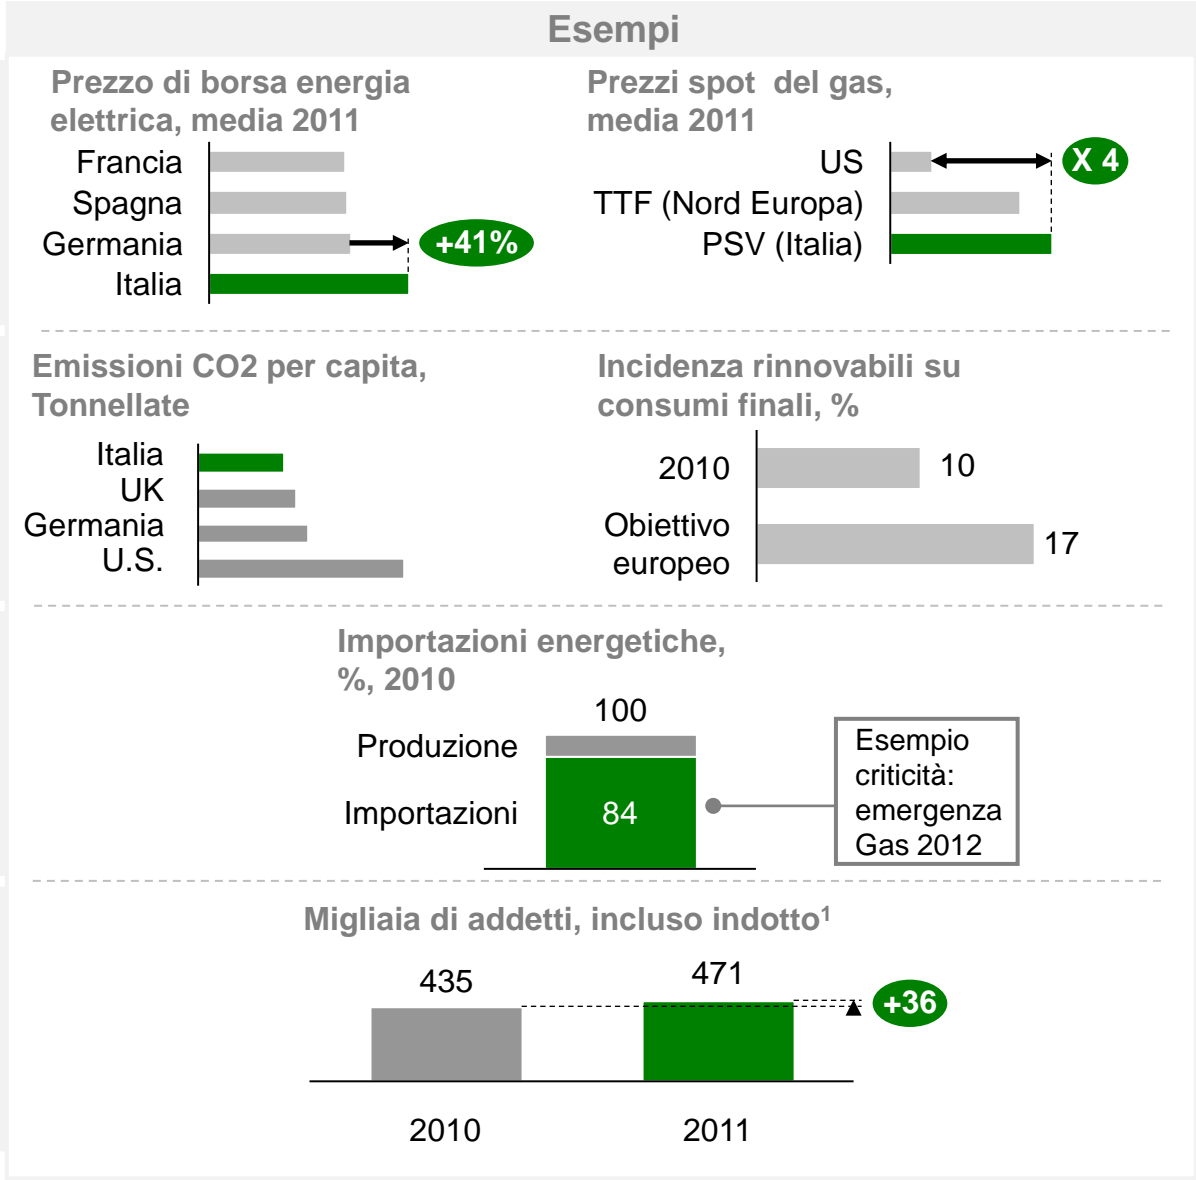 Esempi
Prezzo di borsa energia
elettrica, media 2011
Francia
Spagna
Germania
+41%
Italia
Prezzi spot del gas,
media 2011
US
X 4
TTF (Nord Europa)
PSV (Italia)
Emissioni CO2 per capita,
Tonnellate
Italia
UK
Germania
U.S.
Incidenza rinnovabili su
consumi finali, %
2010
10
Obiettivo
europeo
17
Importazioni energetiche,
%, 2010
100
Produzione
Importazioni
84
Esempio
criticità:
emergenza
Gas 2012
Migliaia di addetti, incluso indotto¹
435
471
+36
2010
2011